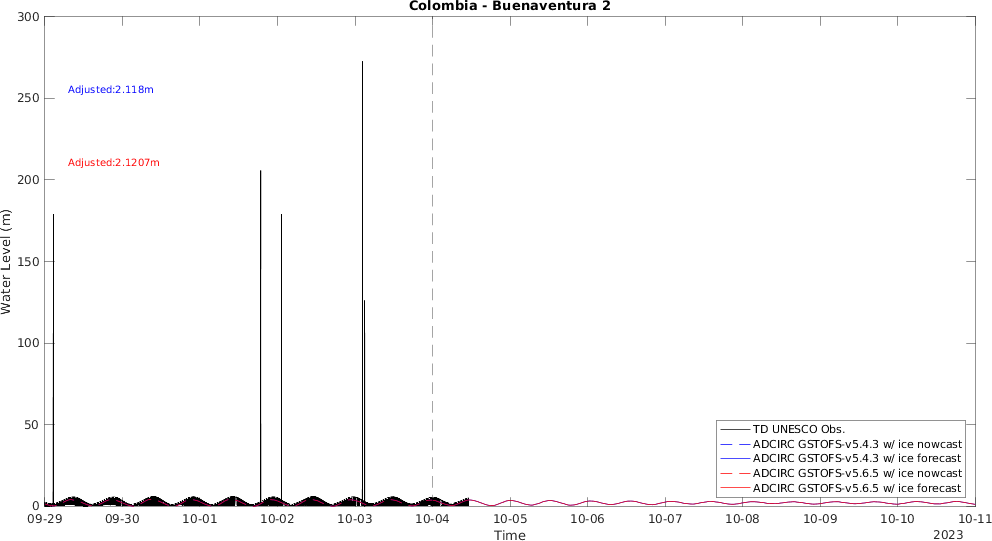 Colombia - Buenaventura 2
300
250
200
150
100
50
0
Water Level (m)
Adjusted:2.118m
Adjusted:2.1207m
TD UNESCO Obs.
ADCIRC GSTOFS-v5.4.3 w/ ice nowcast
ADCIRC GSTOFS-v5.4.3 w/ ice forecast
ADCIRC GSTOFS-v5.6.5 w/ ice nowcast
ADCIRC GSTOFS-v5.6.5 w/ ice forecast
09-29 09-30 10-01 10-02 10-03 10-04 10-05 10-06 10-07 10-08 10-09 10-10 10-11
Time
2023